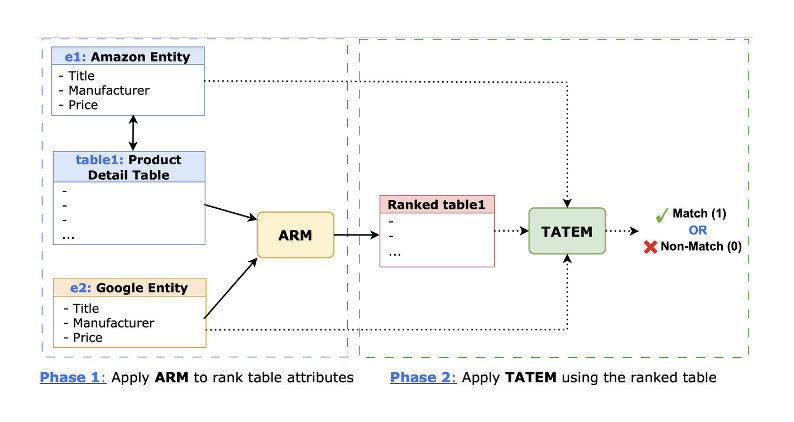 e1: Amazon Entity
- Title
- Manufacturer
- Price
table1: Product
Detail Table
-
-
-
...
e2: Google Entity
- Title
- Manufacturer
- Price
ARM
Ranked table1
-
-
...
TATEM
✓ Match (1)
OR
✗ Non-Match (0)
Phase 1: Apply ARM to rank table attributes
Phase 2: Apply TATEM using the ranked table